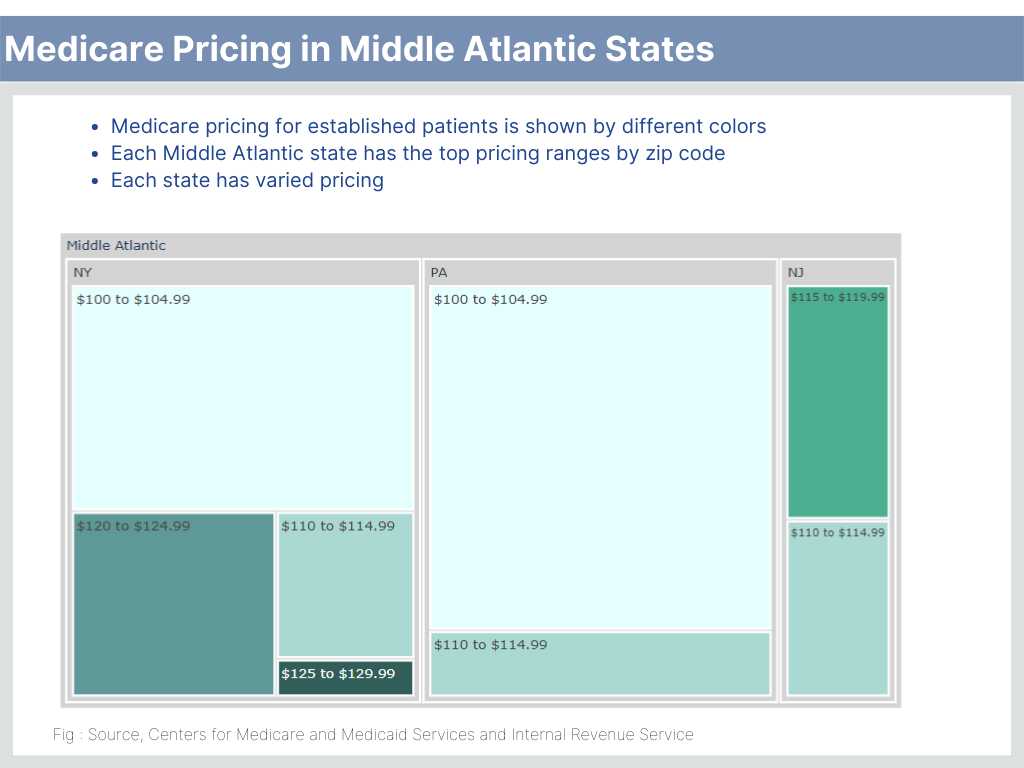 Medicare Pricing in Middle Atlantic States
• Medicare pricing for established patients is shown by different colors
• Each Middle Atlantic state has the top pricing ranges by zip code
• Each state has varied pricing
Middle Atlantic
NY
$100 to $104.99
$120 to $124.99
$110 to $114.99
$125 to $129.99
PA
$100 to $104.99
$110 to $114.99
NJ
$115 to $119.99
$110 to $114.99
Fig : Source, Centers for Medicare and Medicaid Services and Internal Revenue Service